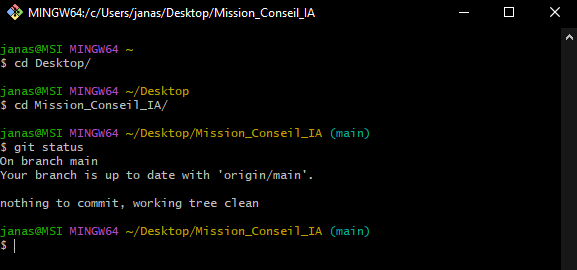 MINGW64:/c/Users/janas/Desktop/Mission_Conseil_IA
janas@MSI MINGW64 ~
$ cd Desktop/
janas@MSI MINGW64 ~/Desktop
$ cd Mission_Conseil_IA/
janas@MSI MINGW64 ~/Desktop/Mission_Conseil_IA (main)
$ git status
On branch main
Your branch is up to date with 'origin/main'.
nothing to commit, working tree clean
janas@MSI MINGW64 ~/Desktop/Mission_Conseil_IA (main)
$